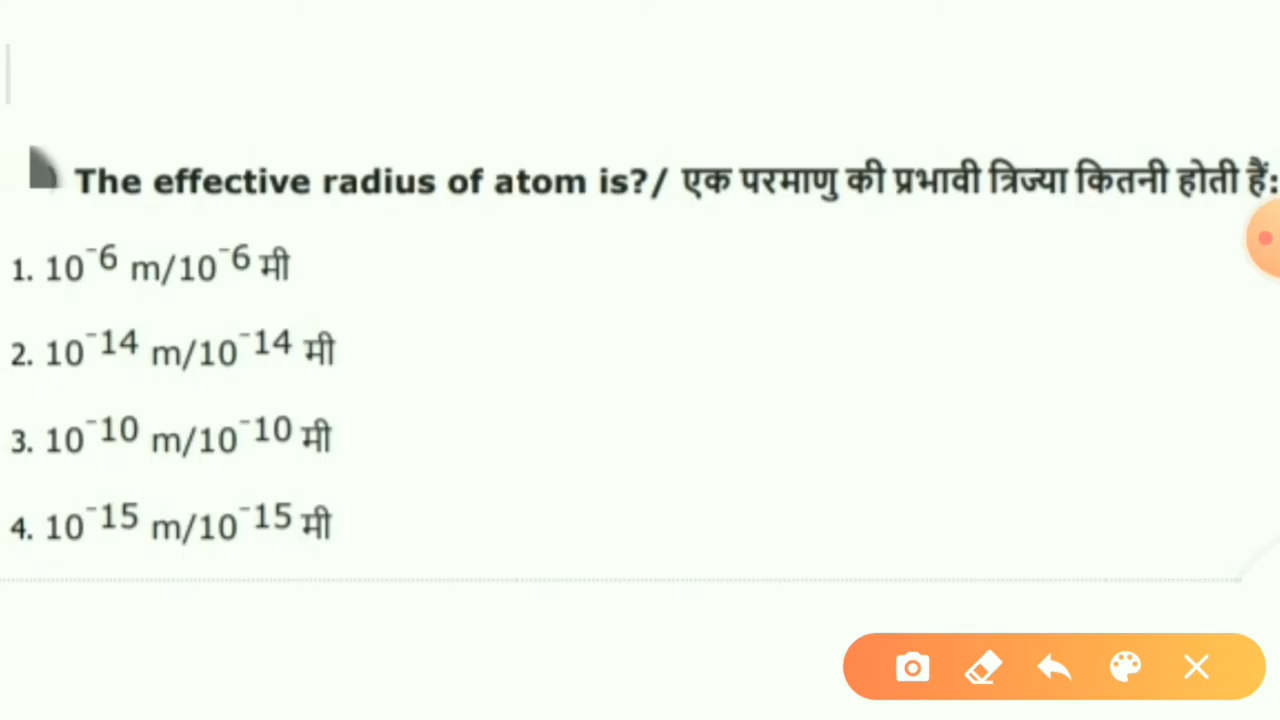 The effective radius of atom is?/ एक परमाणु की प्रभावी त्रिज्या कितनी होती हैं:
1. 10⁻⁶ m/10⁻⁶ मी
2. 10⁻¹⁴ m/10⁻¹⁴ मी
3. 10⁻¹⁰ m/10⁻¹⁰ मी
4. 10⁻¹⁵ m/10⁻¹⁵ मी